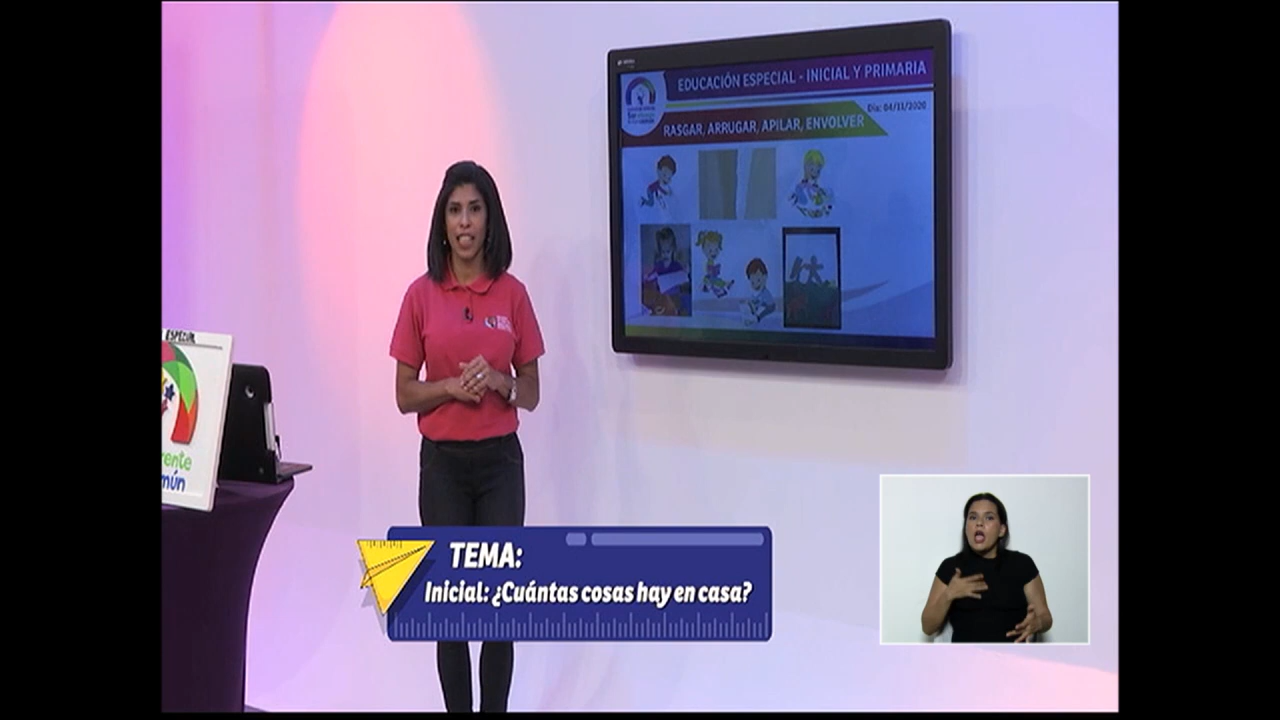 EDUCACIÓN ESPECIAL - INICIAL Y PRIMARIA
Día: 04/11/2020
RASGAR, ARRUGAR, APILAR, ENVOLVER
ESPECIAL
TEMA:
Inicial: ¿Cuántas cosas hay en casa?